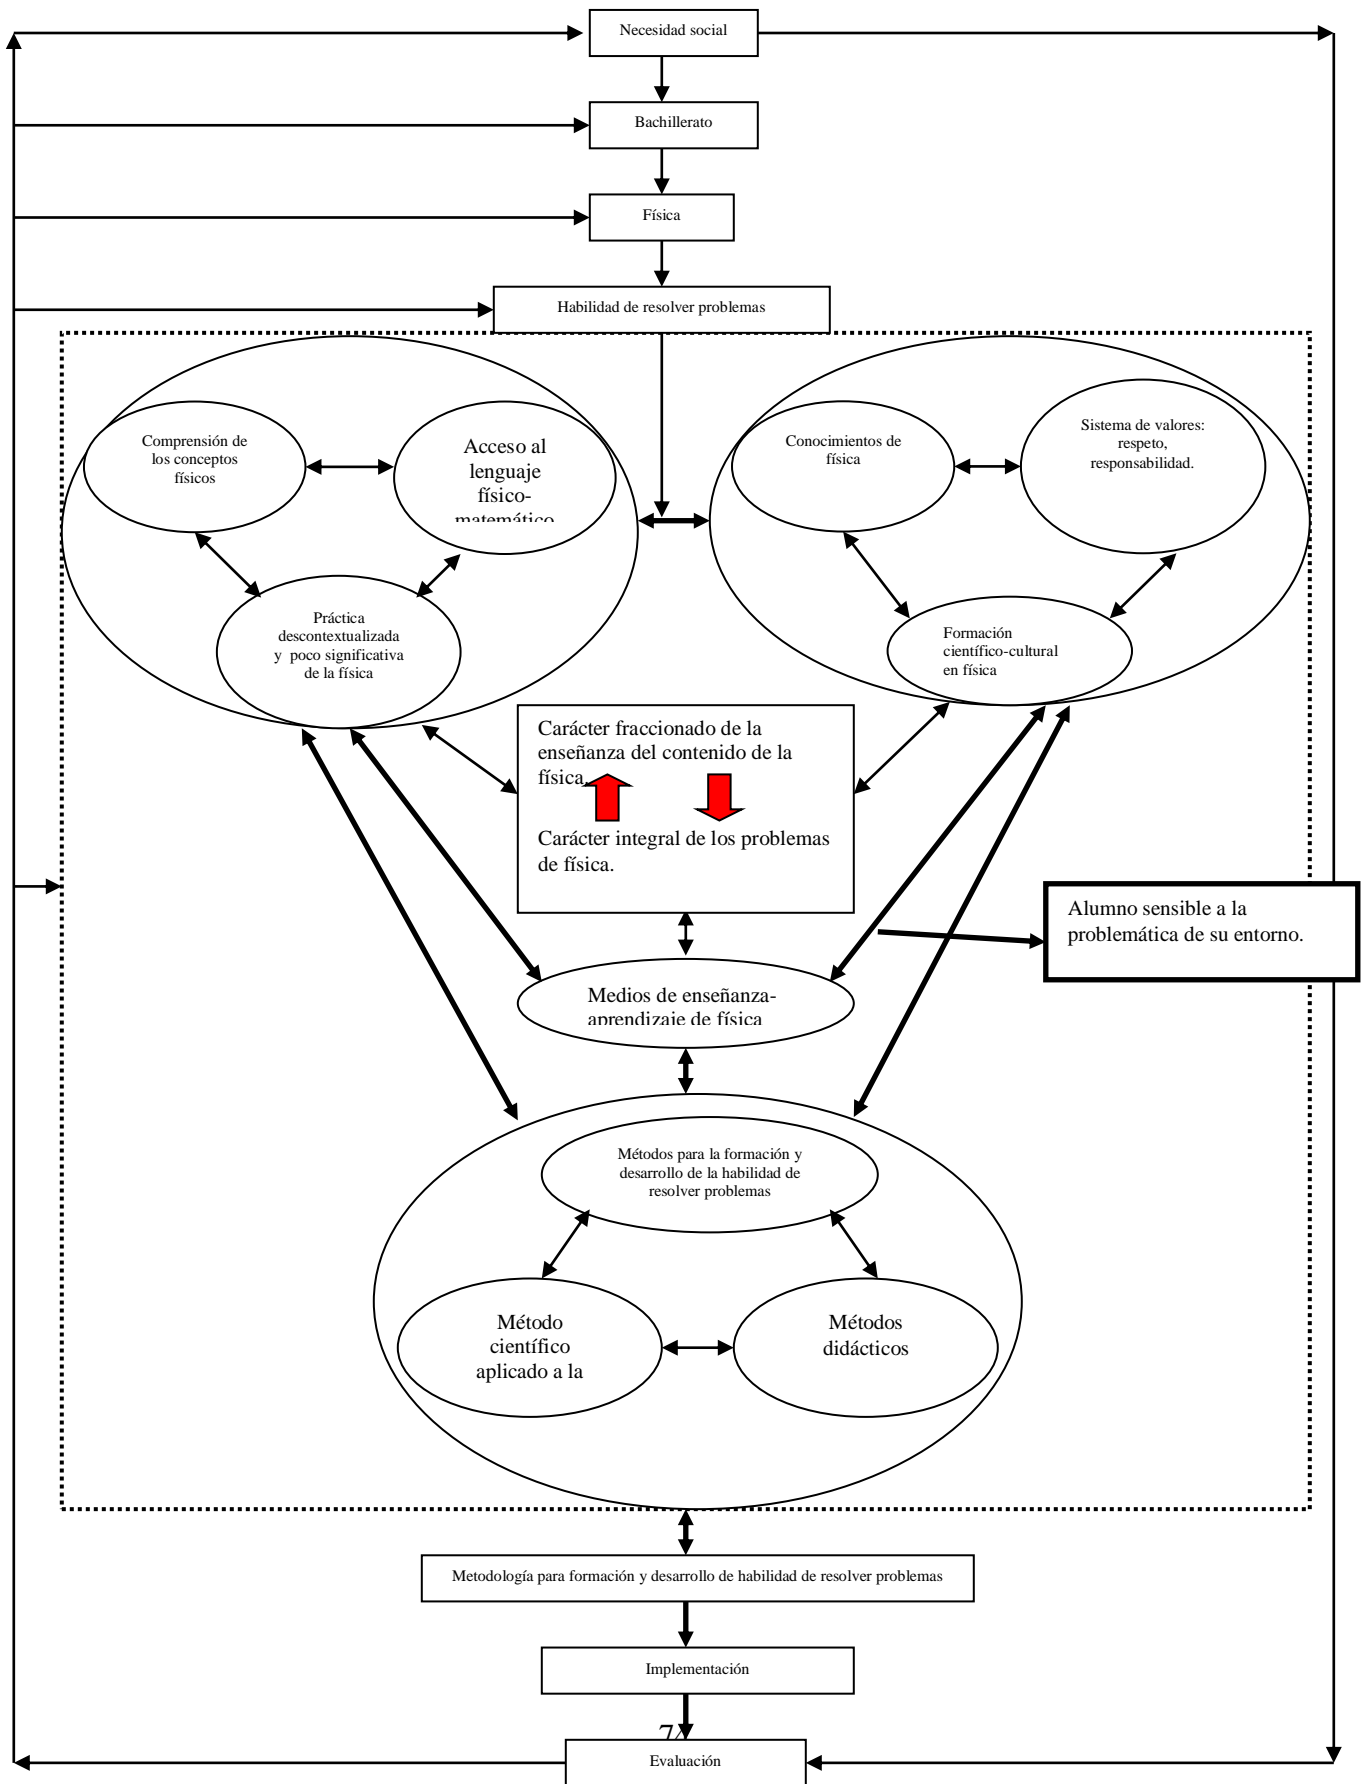 Necesidad social
Bachillerato
Física
Habilidad de resolver problemas
Comprensión de
los conceptos
físicos
Acceso al
lenguaje
físico-
matemático
Práctica
descontextualizada
y poco significativa
de la física
Conocimientos de
física
Sistema de valores:
respeto,
responsabilidad.
Formación
científico-cultural
en física
Carácter fraccionado de la
enseñanza del contenido de la
física.
Carácter integral de los problemas
de física.
Alumno sensible a la
problemática de su entorno.
Medios de enseñanza-
aprendizaje de física
Métodos para la formación y
desarrollo de la habilidad de
resolver problemas
Método
científico
aplicado a la
Métodos
didácticos
Metodología para formación y desarrollo de habilidad de resolver problemas
Implementación
Evaluación